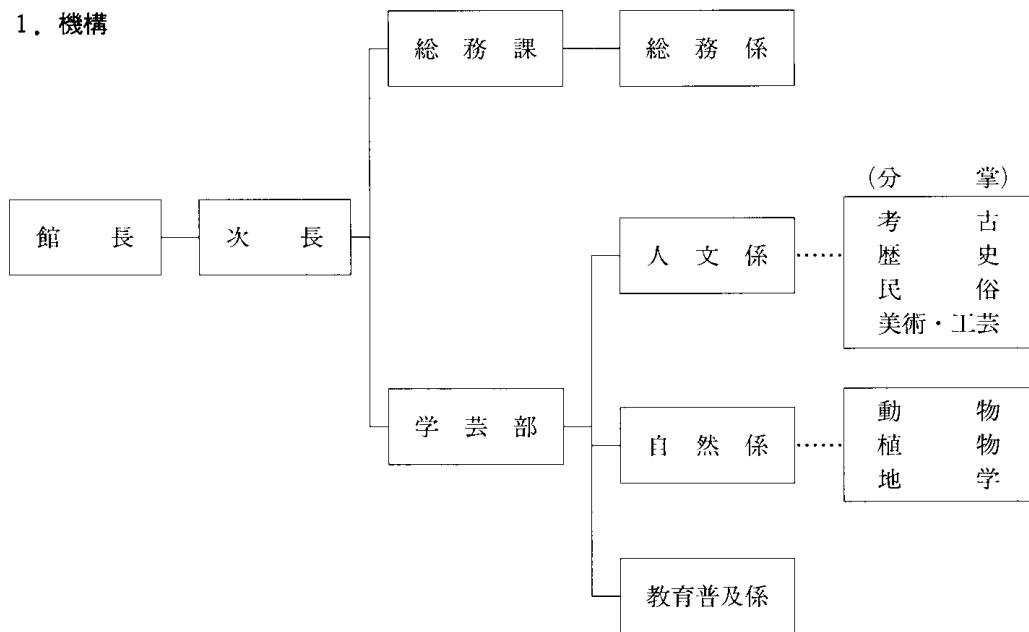 1．機構
総務課
総務係
館長
次長
（分掌）
人文係
考古
歴史
民俗
美術・工芸
学芸部
自然係
動物
植物
地学
教育普及係